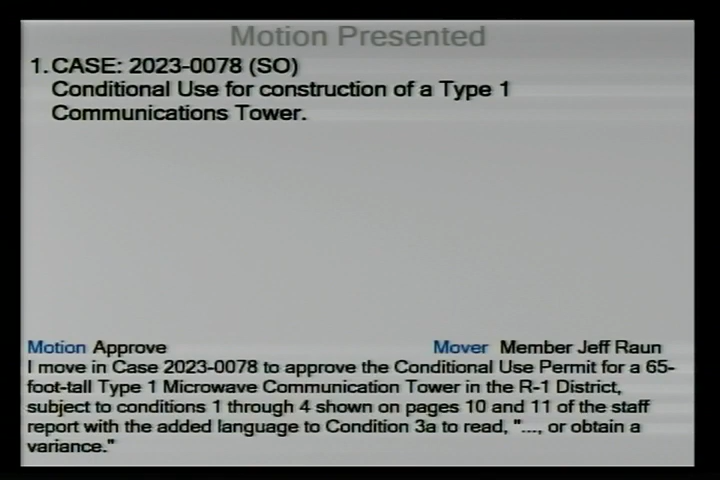 Motion Presented
1. CASE: 2023-0078 (SO)
Conditional Use for construction of a Type 1
Communications Tower.
Motion Approve Mover Member Jeff Raun
I move in Case 2023-0078 to approve the Conditional Use Permit for a 65-
foot-tall Type 1 Microwave Communication Tower in the R-1 District,
subject to conditions 1 through 4 shown on pages 10 and 11 of the staff
report with the added language to Condition 3a to read, "..., or obtain a
variance."